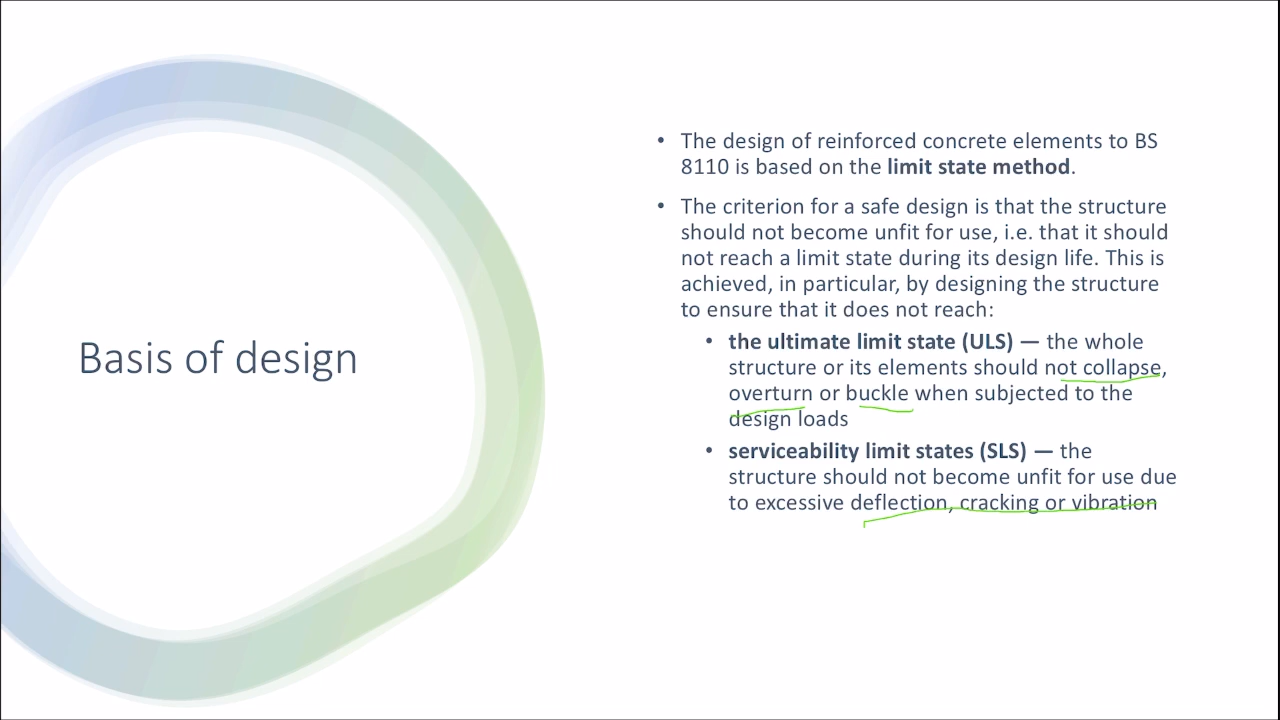 Basis of design
• The design of reinforced concrete elements to BS
8110 is based on the limit state method.
• The criterion for a safe design is that the structure
should not become unfit for use, i.e. that it should
not reach a limit state during its design life. This is
achieved, in particular, by designing the structure
to ensure that it does not reach:
• the ultimate limit state (ULS) — the whole
structure or its elements should not collapse,
overturn or buckle when subjected to the
design loads
• serviceability limit states (SLS) — the
structure should not become unfit for use due
to excessive deflection, cracking or vibration